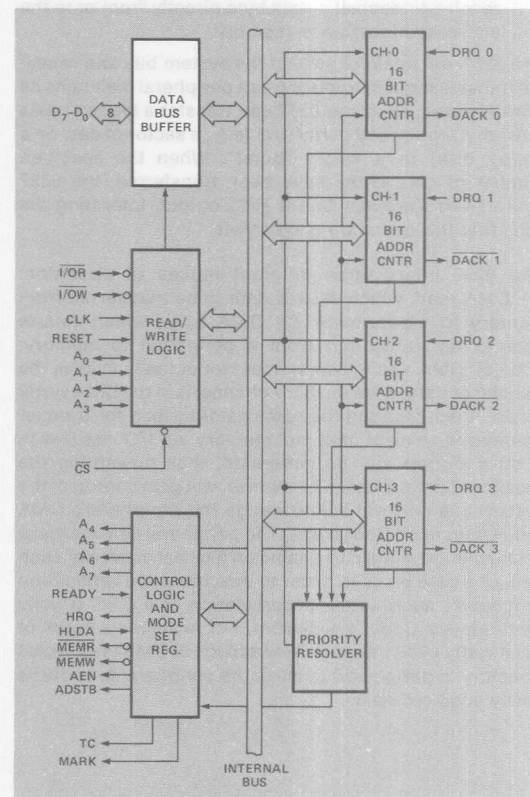 D7–D0
8
DATA
BUS
BUFFER
CH-0
16
BIT
ADDR
CNTR
DRQ 0
DACK 0
CH-1
16
BIT
ADDR
CNTR
DRQ 1
DACK 1
I/OR
I/OW
CLK
RESET
A0
A1
A2
A3
READ/
WRITE
LOGIC
CS
CH-2
16
BIT
ADDR
CNTR
DRQ 2
DACK 2
CH-3
16
BIT
ADDR
CNTR
DRQ 3
DACK 3
A4
A5
A6
A7
READY
HRQ
HLDA
MEMR
MEMW
AEN
ADSTB
CONTROL
LOGIC
AND
MODE
SET
REG.
PRIORITY
RESOLVER
TC
MARK
INTERNAL
BUS